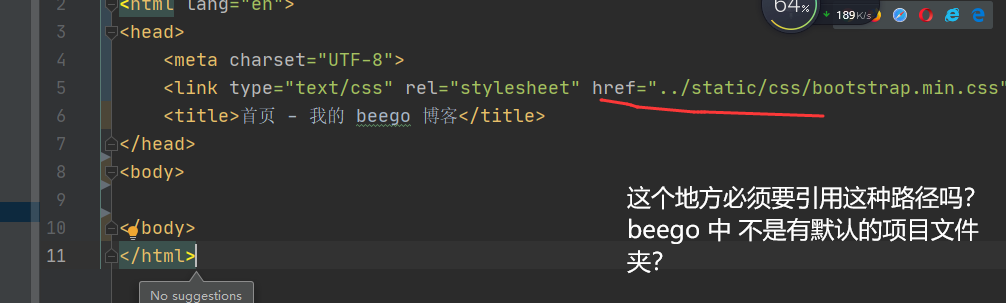 2 <html lang="en">
64%
189K/s
3 <head>
4 <meta charset="UTF-8">
5 <link type="text/css" rel="stylesheet" href="../static/css/bootstrap.min.css"
6 <title>首页 - 我的 beego 博客</title>
7 </head>
8 <body>
9
10 </body>
11 </html>
这个地方必须要引用这种路径吗？
beego 中 不是有默认的项目文件
夹？
No suggestions